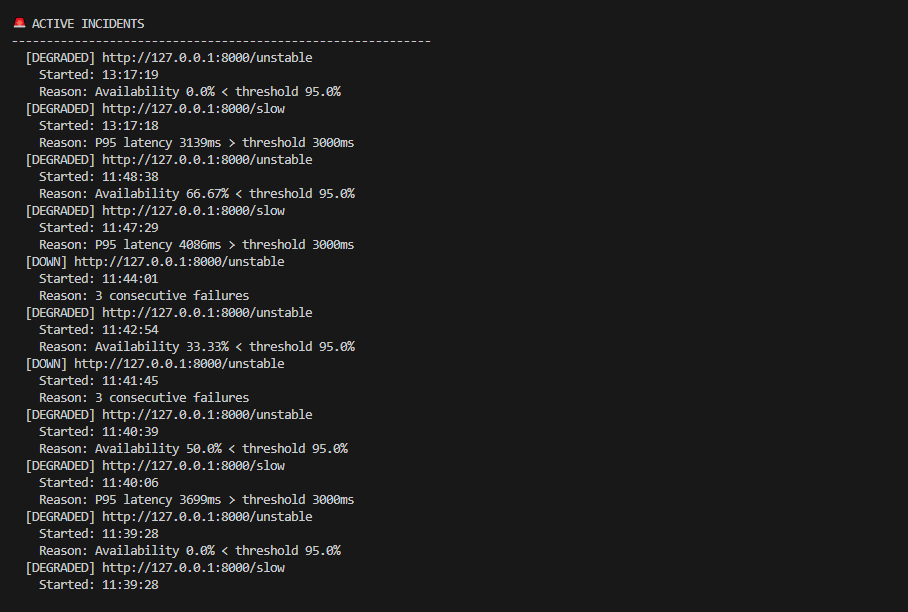 🚨 ACTIVE INCIDENTS
------------------------------------------------------------
[DEGRADED] http://127.0.0.1:8000/unstable
Started: 13:17:19
Reason: Availability 0.0% < threshold 95.0%
[DEGRADED] http://127.0.0.1:8000/slow
Started: 13:17:18
Reason: P95 latency 3139ms > threshold 3000ms
[DEGRADED] http://127.0.0.1:8000/unstable
Started: 11:48:38
Reason: Availability 66.67% < threshold 95.0%
[DEGRADED] http://127.0.0.1:8000/slow
Started: 11:47:29
Reason: P95 latency 4086ms > threshold 3000ms
[DOWN] http://127.0.0.1:8000/unstable
Started: 11:44:01
Reason: 3 consecutive failures
[DEGRADED] http://127.0.0.1:8000/unstable
Started: 11:42:54
Reason: Availability 33.33% < threshold 95.0%
[DOWN] http://127.0.0.1:8000/unstable
Started: 11:41:45
Reason: 3 consecutive failures
[DEGRADED] http://127.0.0.1:8000/unstable
Started: 11:40:39
Reason: Availability 50.0% < threshold 95.0%
[DEGRADED] http://127.0.0.1:8000/slow
Started: 11:40:06
Reason: P95 latency 3699ms > threshold 3000ms
[DEGRADED] http://127.0.0.1:8000/unstable
Started: 11:39:28
Reason: Availability 0.0% < threshold 95.0%
[DEGRADED] http://127.0.0.1:8000/slow
Started: 11:39:28